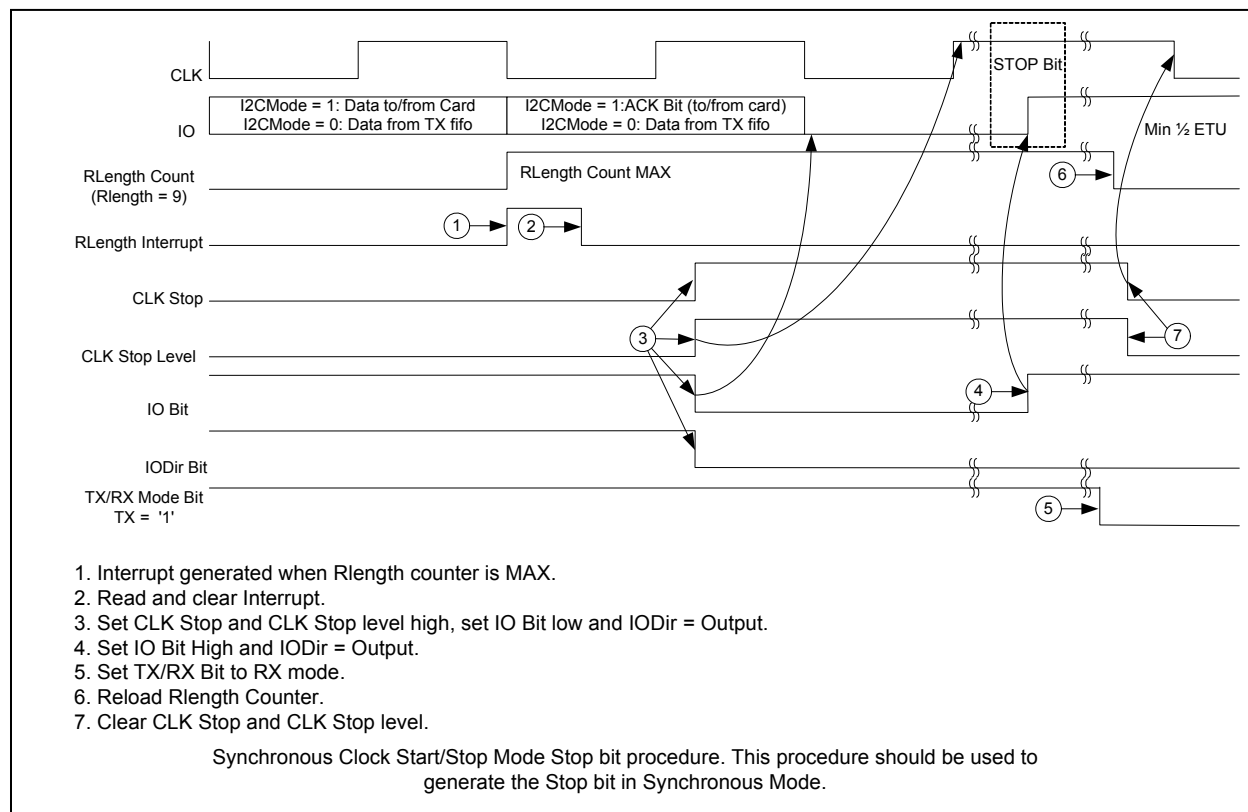 CLK
STOP Bit
IO
I2CMode = 1: Data to/from Card
I2CMode = 0: Data from TX fifo
I2CMode = 1:ACK Bit (to/from card)
I2CMode = 0: Data from TX fifo
Min ½ ETU
RLength Count
(Rlength = 9)
RLength Count MAX
6
RLength Interrupt
1
2
CLK Stop
3
7
CLK Stop Level
IO Bit
4
IODir Bit
TX/RX Mode Bit
TX = '1'
5
1. Interrupt generated when Rlength counter is MAX.
2. Read and clear Interrupt.
3. Set CLK Stop and CLK Stop level high, set IO Bit low and IODir = Output.
4. Set IO Bit High and IODir = Output.
5. Set TX/RX Bit to RX mode.
6. Reload Rlength Counter.
7. Clear CLK Stop and CLK Stop level.
Synchronous Clock Start/Stop Mode Stop bit procedure. This procedure should be used to
generate the Stop bit in Synchronous Mode.